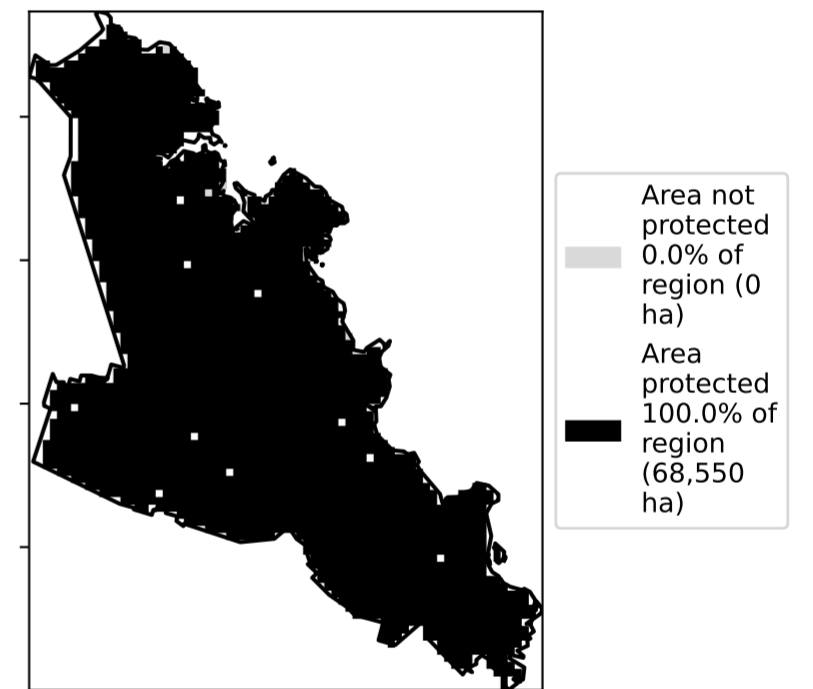 Area not
protected
0.0% of
region (0
ha)
Area
protected
100.0% of
region
(68,550
ha)